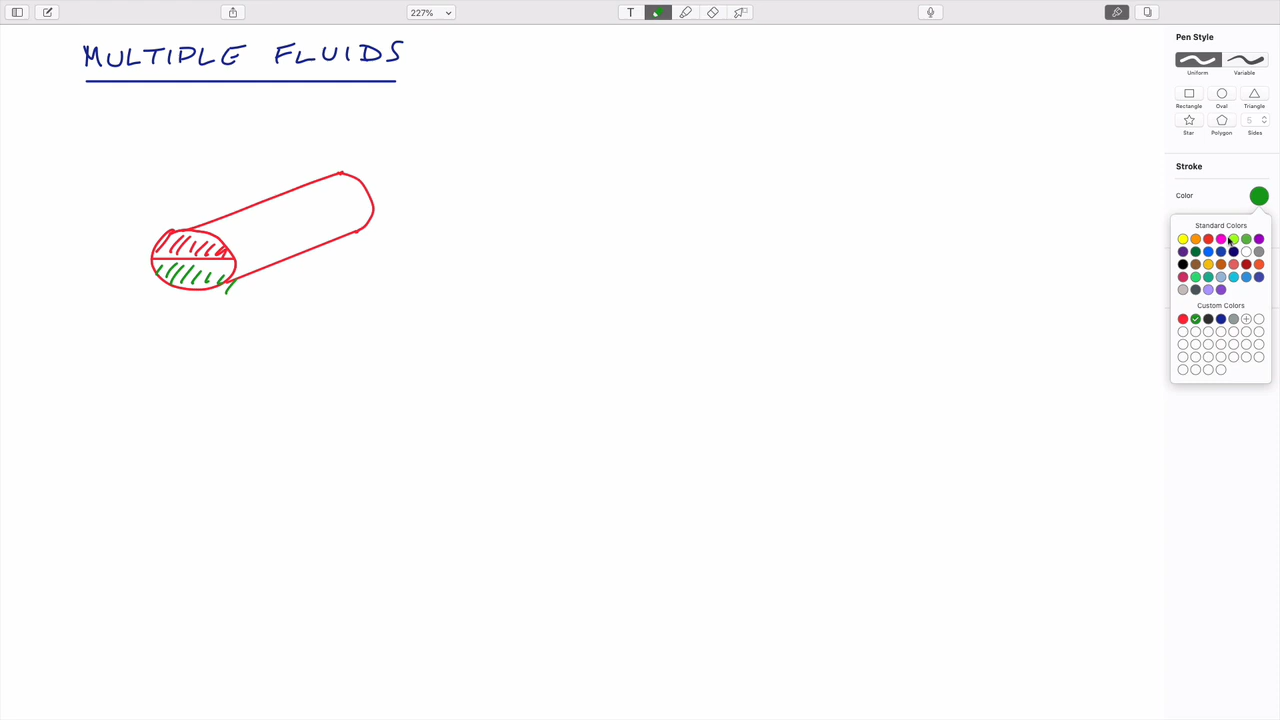 227%
T
MULTIPLE FLUIDS
Pen Style
Uniform Variable
Rectangle Oval Triangle
5
Star Polygon Sides
Stroke
Color
Standard Colors
Custom Colors